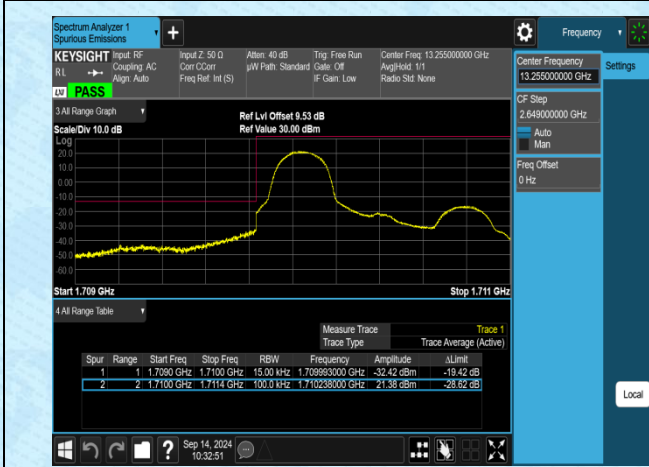 Spectrum Analyzer 1
Spurious Emissions
+
Frequency
KEYSIGHT Input: RF Input Z: 50 Ω Atten: 40 dB Trig: Free Run Center Freq: 13.255000000 GHz
R L Coupling: AC Corr CCorr µW Path: Standard Gate: Off Avg|Hold: 1/1
Align: Auto Freq Ref: Int (S) IF Gain: Low Radio Std: None
LXI PASS
Center Frequency
13.255000000 GHz
Settings
CF Step
2.649000000 GHz
Auto
Man
Freq Offset
0 Hz
3 All Range Graph
Ref Lvl Offset 9.53 dB
Scale/Div 10.0 dB Ref Value 30.00 dBm
Log
20.0
10.0
0.00
-10.0
-20.0
-30.0
-40.0
-50.0
-60.0
Start 1.709 GHz Stop 1.711 GHz
4 All Range Table
Measure Trace Trace 1
Trace Type Trace Average (Active)
Spur Range Start Freq Stop Freq RBW Frequency Amplitude ΔLimit
1 1 1.7090 GHz 1.7100 GHz 15.00 kHz 1.709993000 GHz -32.42 dBm -19.42 dB
2 2 1.7100 GHz 1.7114 GHz 100.0 kHz 1.710238000 GHz 21.38 dBm -28.62 dB
Local
? Sep 14, 2024
10:32:51